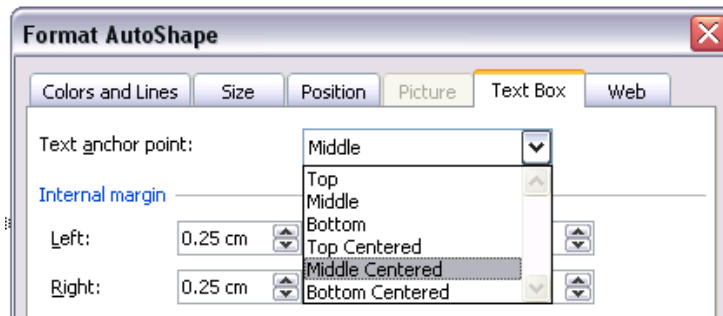 Format AutoShape
Colors and Lines Size Position Picture Text Box Web
Text anchor point: Middle
Top
Internal margin Middle
Bottom
Left: 0.25 cm Top Centered
Middle Centered
Right: 0.25 cm Bottom Centered